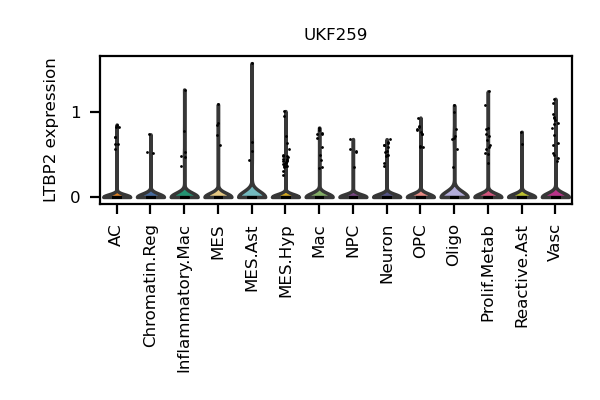 UKF259
LTBP2 expression
1
0
AC
Chromatin.Reg
Inflammatory.Mac
MES
MES.Ast
MES.Hyp
Mac
NPC
Neuron
OPC
Oligo
Prolif.Metab
Reactive.Ast
Vasc